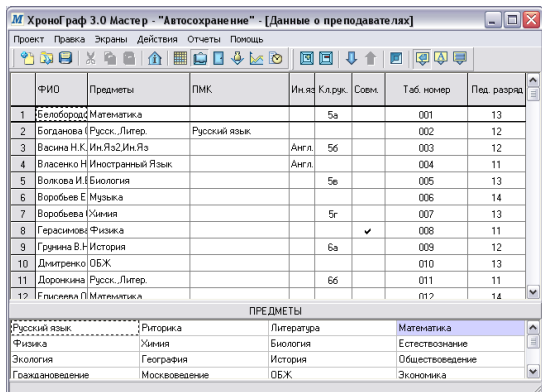 ХроноГраф 3.0 Мастер - "Автосохранение" - [Данные о преподавателях]
Проект Правка Экраны Действия Отчеты Помощь
ФИО Предметы ПМК Ин.яз Кл.рук. Совм. Таб. номер Пед. разряд
1 Белобородо Математика 5а 001 13
2 Богданова Русск.,Литер. Русский язык 002 12
3 Васина Н.К. Ин.Яз2,Ин.Яз Англ. 5б 003 12
4 Власенко Н Иностранный Язык Англ. 004 11
5 Волкова И. Биология 5в 005 13
6 Воробьев Е Музыка 006 14
7 Воробьева Химия 5г 007 13
8 Герасимова Физика ✔ 008 11
9 Грунина В.Н История 6а 009 12
10 Дмитренко ОБЖ 010 13
11 Доронкина Русск.,Литер. 6б 011 11
12 Елисеева Математика 012 14
ПРЕДМЕТЫ
Русский язык Риторика Литература Математика
Физика Химия Биология Естествознание
Экология География История Обществоведение
Граждановедение Москвоведение ОБЖ Экономика